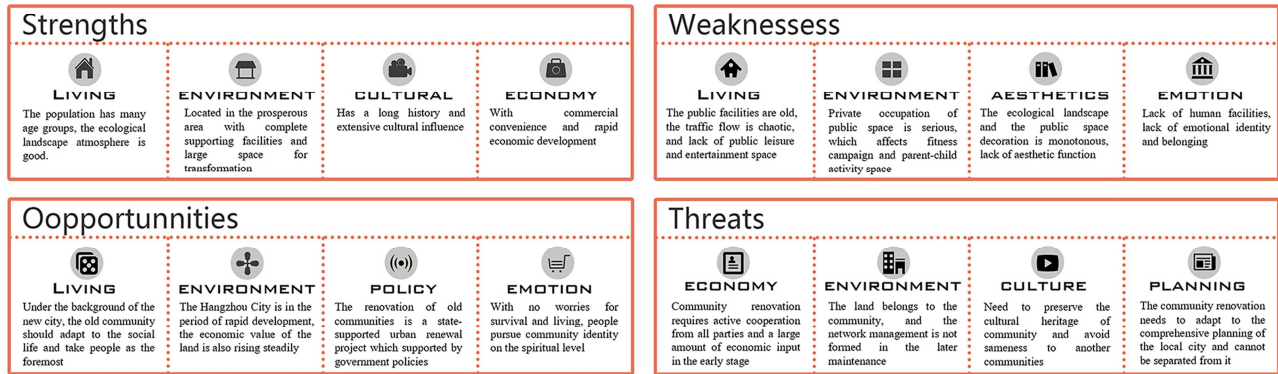 Strengths
LIVING
The population has many
age groups, the ecological
landscape atmosphere is
good.
ENVIRONMENT
Located in the prosperous
area with complete
supporting facilities and
large space for
transformation
CULTURAL
Has a long history and
extensive cultural influence
ECONOMY
With commercial
convenience and rapid
economic development
Weaknessess
LIVING
The public facilities are old,
the traffic flow is chaotic,
and lack of public leisure
and entertainment space
ENVIRONMENT
Private occupation of
public space is serious,
which affects fitness
campaign and parent-child
activity space
AESTHETICS
The ecological landscape
and the public space
decoration is monotonous,
lack of aesthetic function
EMOTION
Lack of human facilities,
lack of emotional identity
and belonging
Oopportunnities
LIVING
Under the background of the
new city, the old community
should adapt to the social
life and take people as the
foremost
ENVIRONMENT
The Hangzhou City is in the
period of rapid development,
the economic value of the
land is also rising steadily
POLICY
The renovation of old
communities is a state-
supported urban renewal
project which supported by
government policies
EMOTION
With no worries for
survival and living, people
pursue community identity
on the spiritual level
Threats
ECONOMY
Community renovation
requires active cooperation
from all parties and a large
amount of economic input
in the early stage
ENVIRONMENT
The land belongs to the
community, and the
network management is not
formed in the later
maintenance
CULTURE
Need to preserve the
cultural heritage of
community and avoid
sameness to another
communities
PLANNING
The community renovation
needs to adapt to the
comprehensive planning of
the local city and cannot
be separated from it